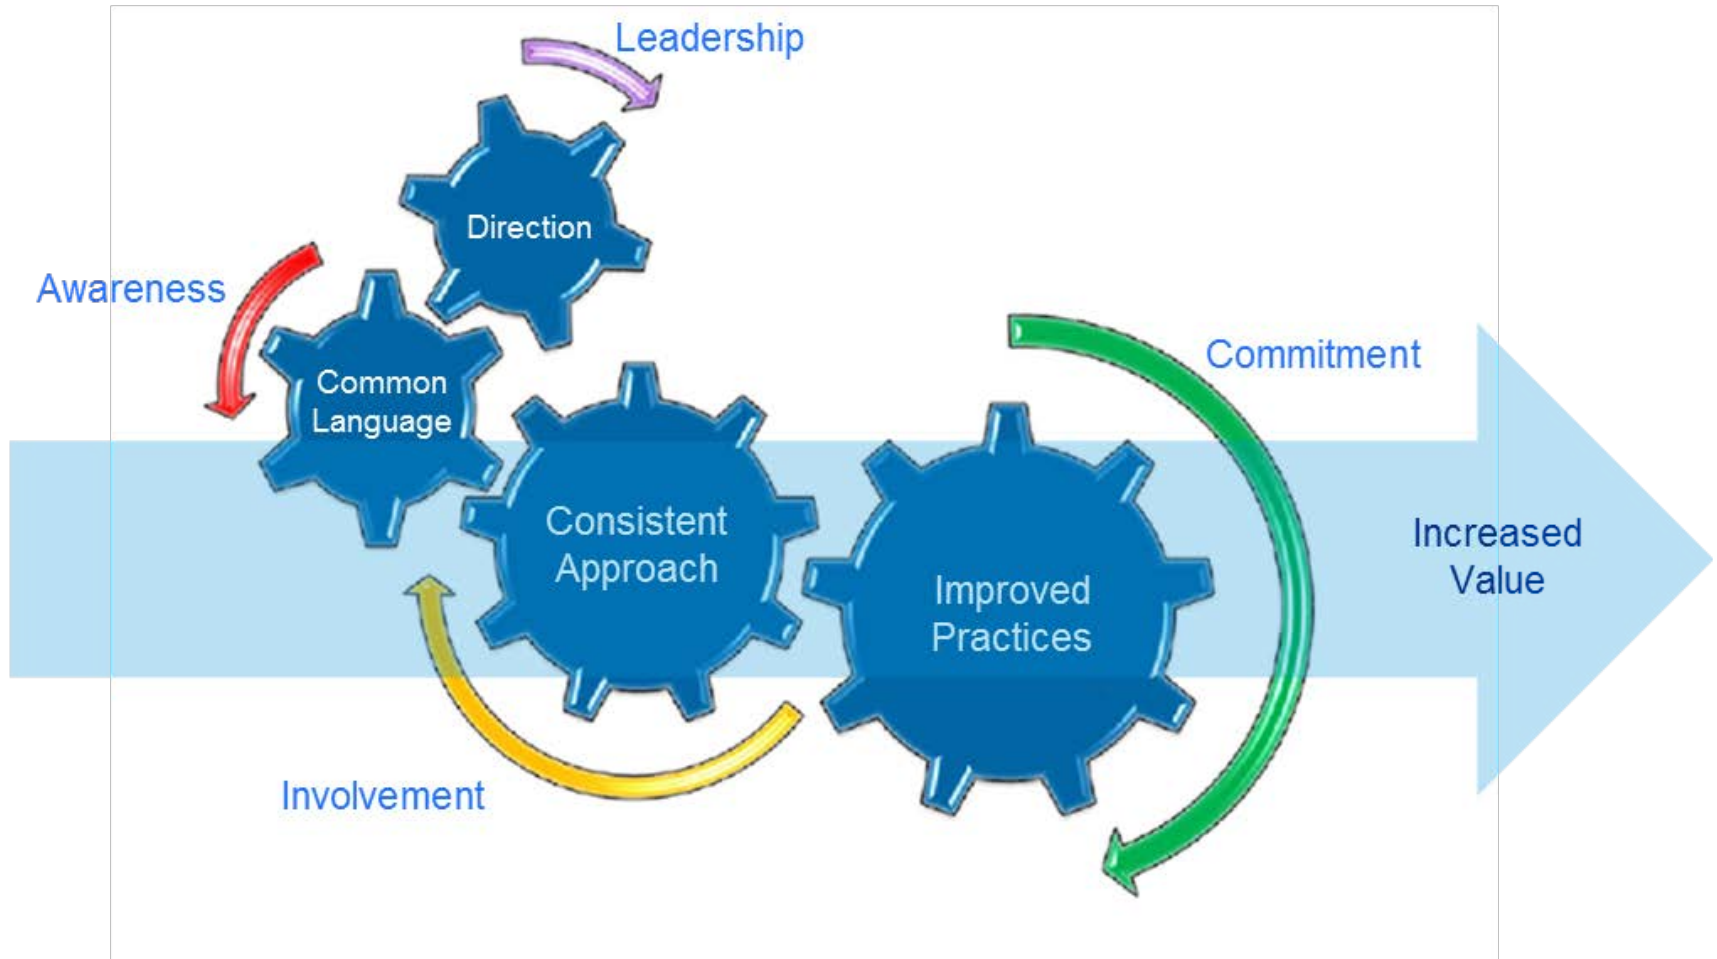 Leadership
Direction
Awareness
Common
Language
Commitment
Consistent
Approach
Improved
Practices
Increased
Value
Involvement